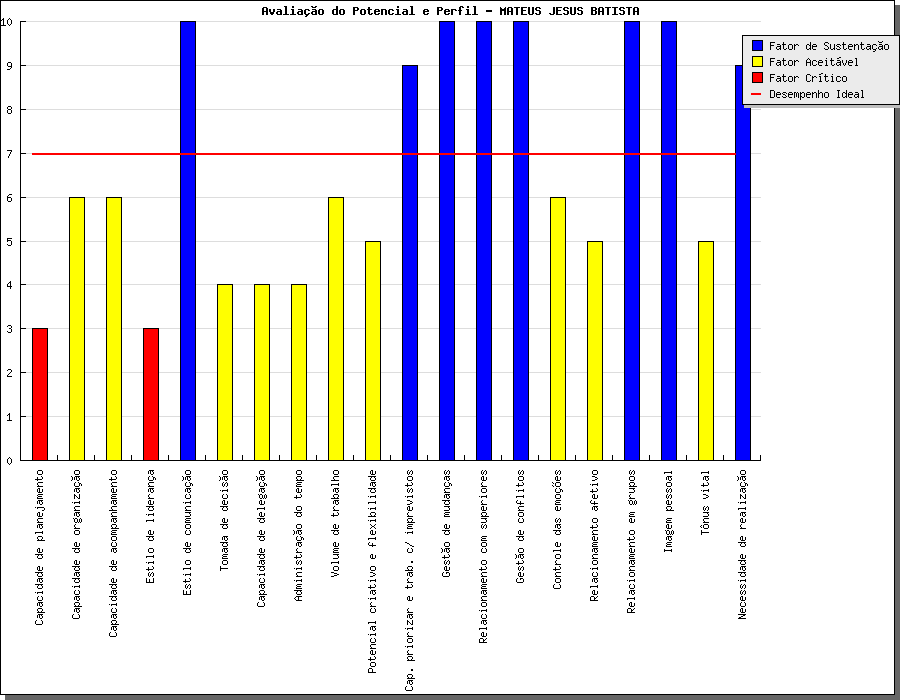 Avaliação do Potencial e Perfil - MATEUS JESUS BATISTA
Fator de Sustentação
Fator Aceitável
Fator Crítico
Desempenho Ideal
10
9
8
7
6
5
4
3
2
1
0
Capacidade de planejamento
Capacidade de organização
Capacidade de acompanhamento
Estilo de liderança
Estilo de comunicação
Tomada de decisão
Capacidade de delegação
Administração do tempo
Volume de trabalho
Potencial criativo e flexibilidade
Cap. priorizar e trab. c/ imprevistos
Gestão de mudanças
Relacionamento com superiores
Gestão de conflitos
Controle das emoções
Relacionamento afetivo
Relacionamento em grupos
Imagem pessoal
Tônus vital
Necessidade de realização